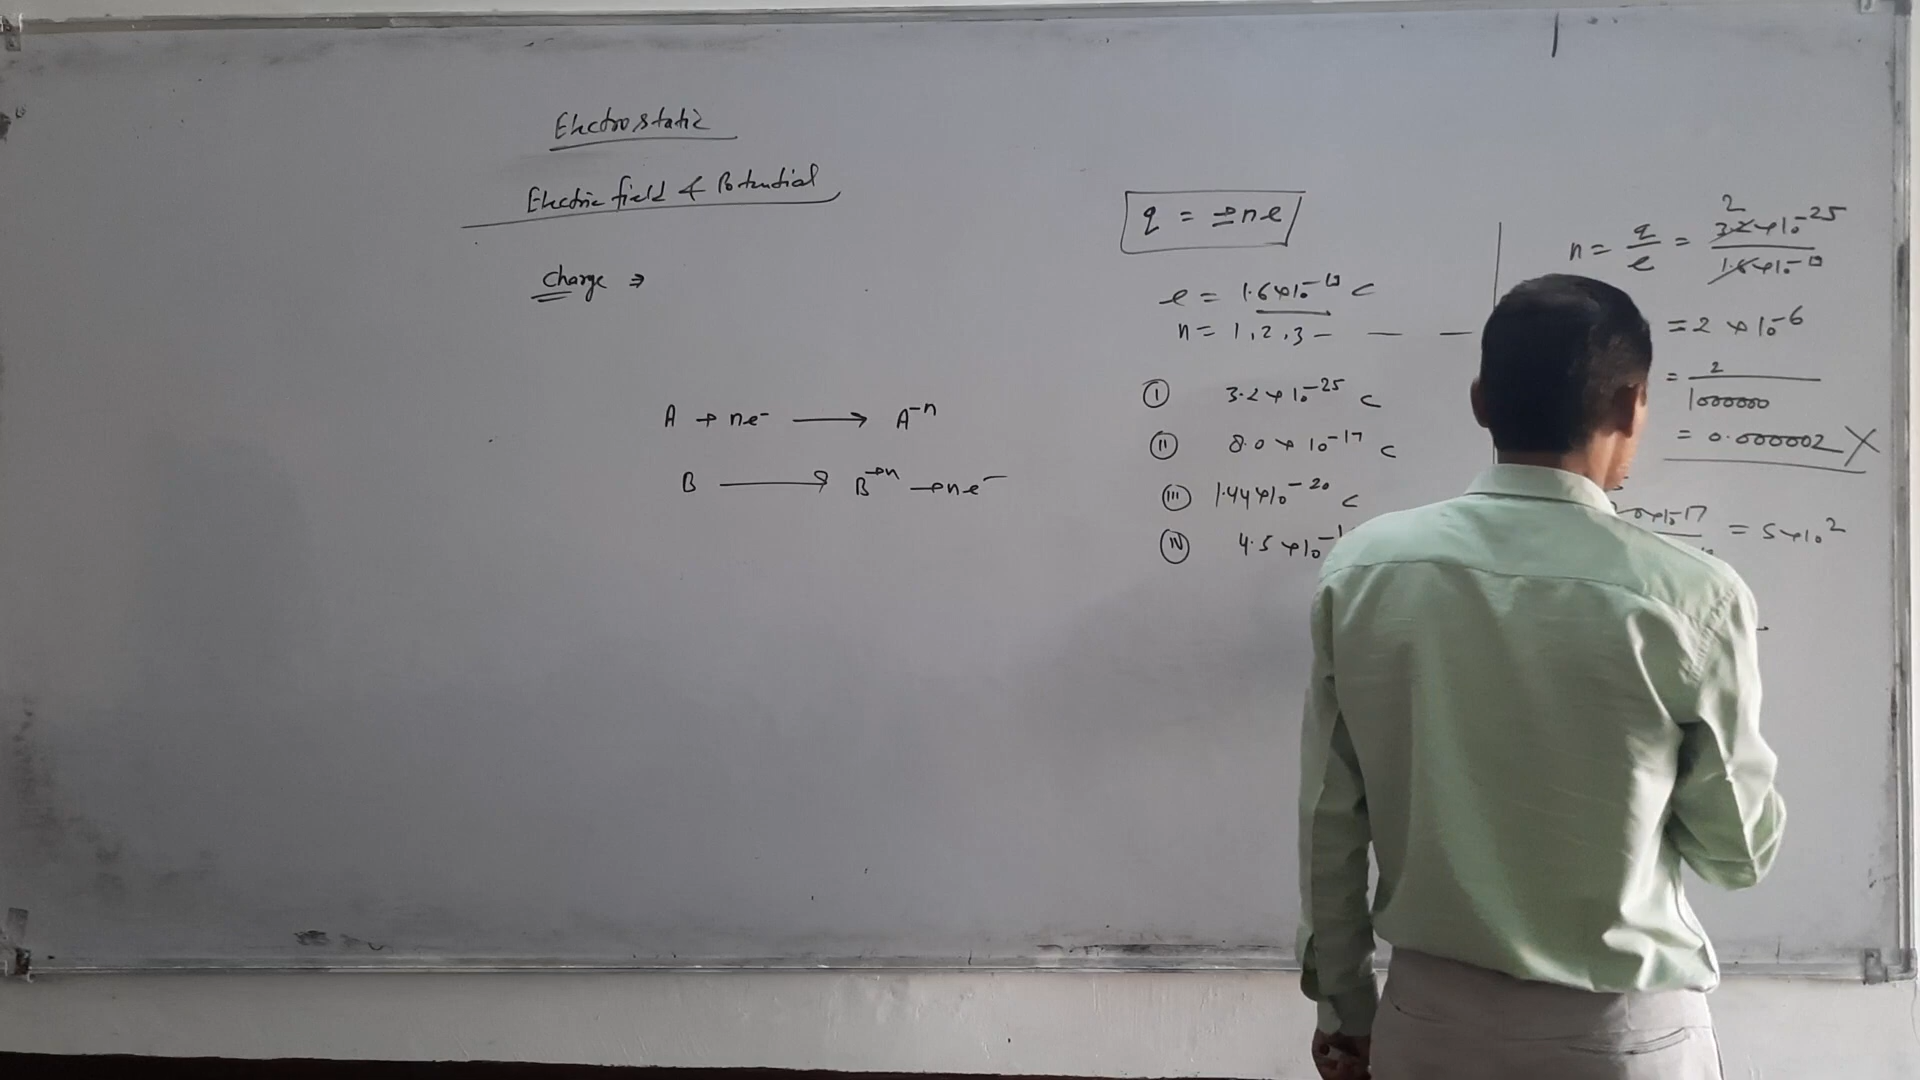 Electrostatic
Electric field & Potential
Charge ⇒
A + ne⁻ ⟶ A⁻ⁿ
B ⟶ B⁺ⁿ + ne⁻
q = ±ne
e = 1.6×10⁻¹⁹ C
n = 1, 2, 3 – – –
(I) 3.2×10⁻²⁵ C
(II) 8.0×10⁻¹⁷ C
(III) 1.44×10⁻²⁰ C
(IV) 4.5×10
n = q/e = 3.2×10⁻²⁵ / 1.6×10⁻¹⁹
2
= 2×10⁻⁶
= 2/1000000
= 0.000002 X
= 5×10²